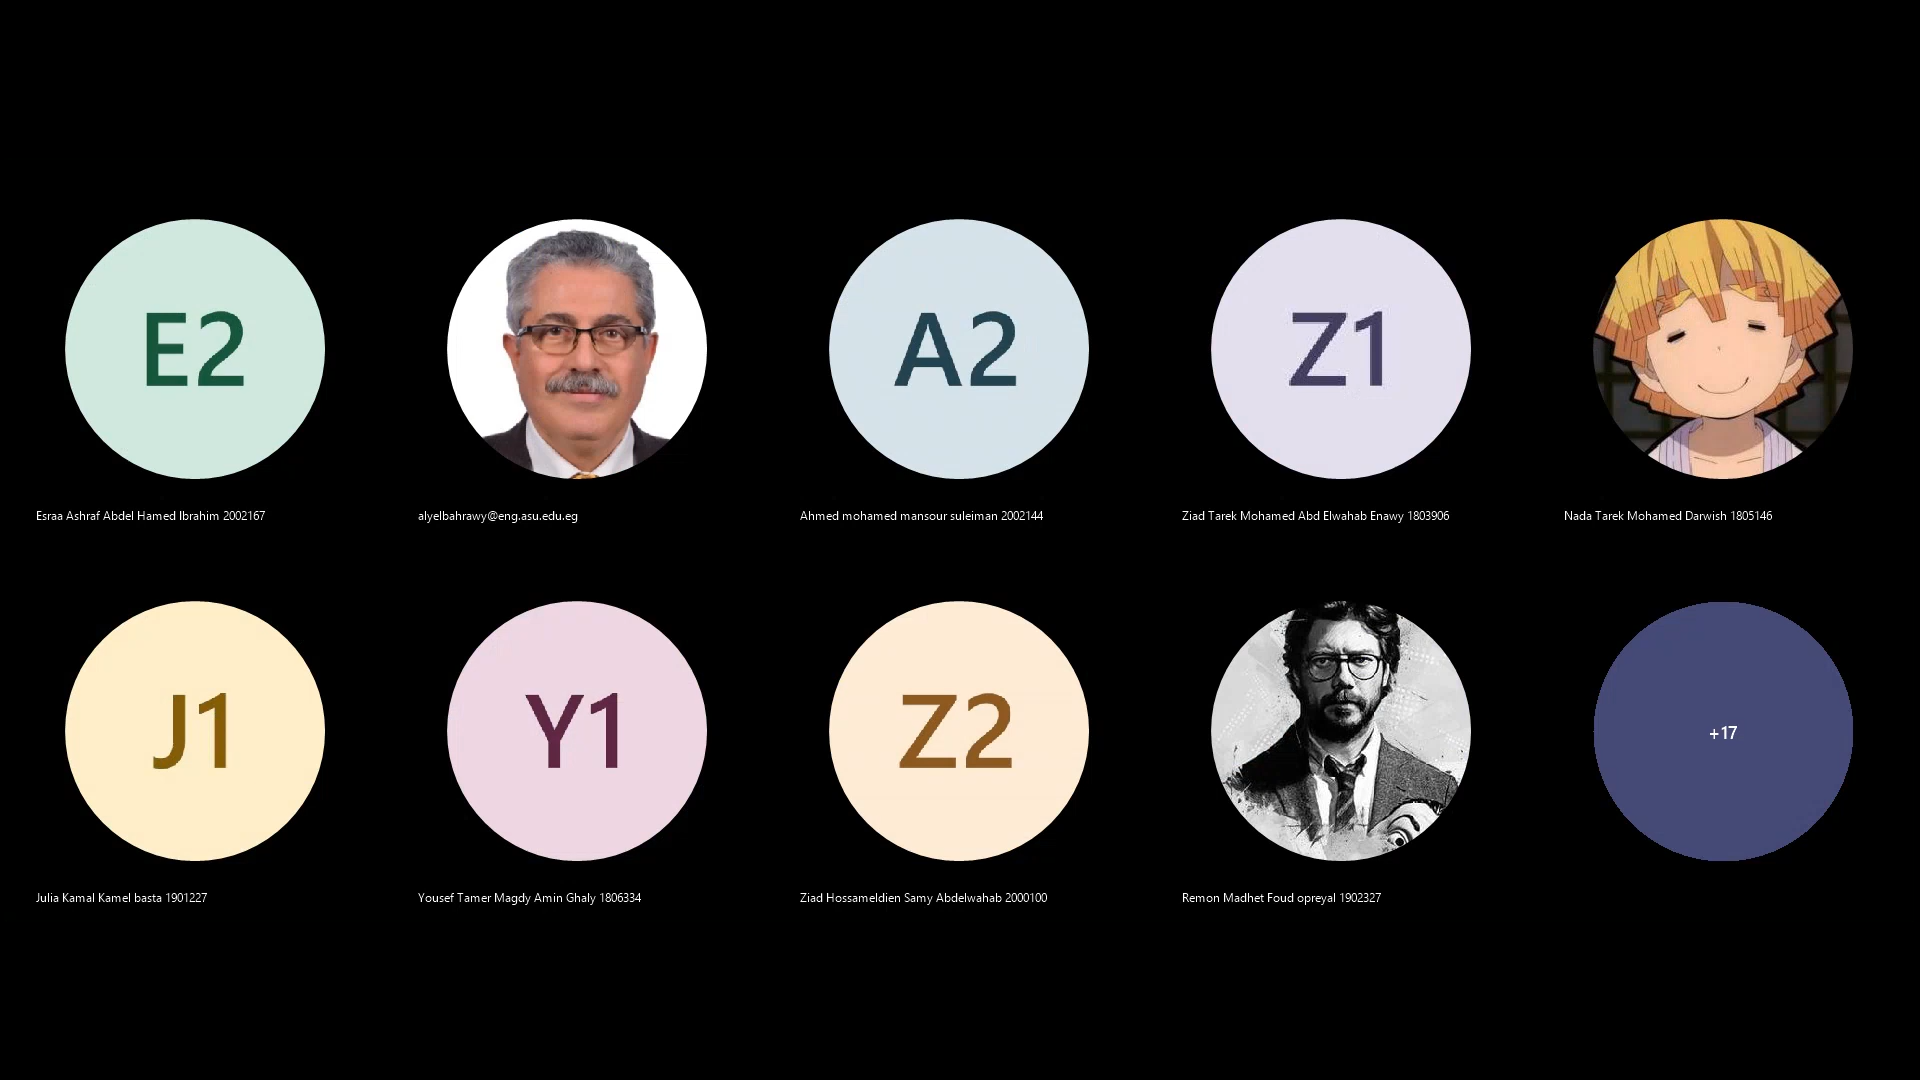 E2
A2
Z1
Esraa Ashraf Abdel Hamed Ibrahim 2002167
alyelbahrawy@eng.asu.edu.eg
Ahmed mohamed mansour suleiman 2002144
Ziad Tarek Mohamed Abd Elwahab Enawy 1803906
Nada Tarek Mohamed Darwish 1805146
J1
Y1
Z2
+17
Julia Kamal Kamel basta 1901227
Yousef Tamer Magdy Amin Ghaly 1806334
Ziad Hossameldien Samy Abdelwahab 2000100
Remon Madhet Foud opreyal 1902327